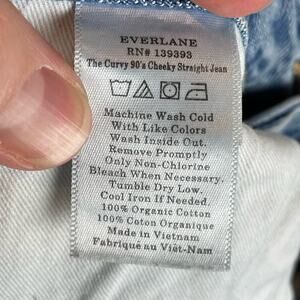 EVERLANE
RN# 139393
The Curvy 90's Cheeky Straight Jean
Machine Wash Cold
With Like Colors
Wash Inside Out.
Remove Promptly
Only Non-Chlorine
Bleach When Necessary.
Tumble Dry Low.
Cool Iron If Needed.
100% Organic Cotton
100% Coton Organique
Made in Vietnam
Fabriqué au Viêt-Nam